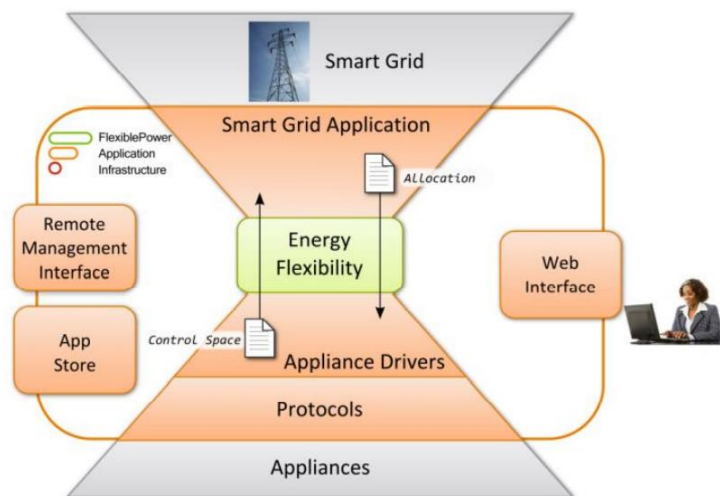 Smart Grid
Smart Grid Application
FlexiblePower
Application
Infrastructure
Allocation
Remote
Management
Interface
Energy
Flexibility
Web
Interface
App
Store
Control Space
Appliance Drivers
Protocols
Appliances